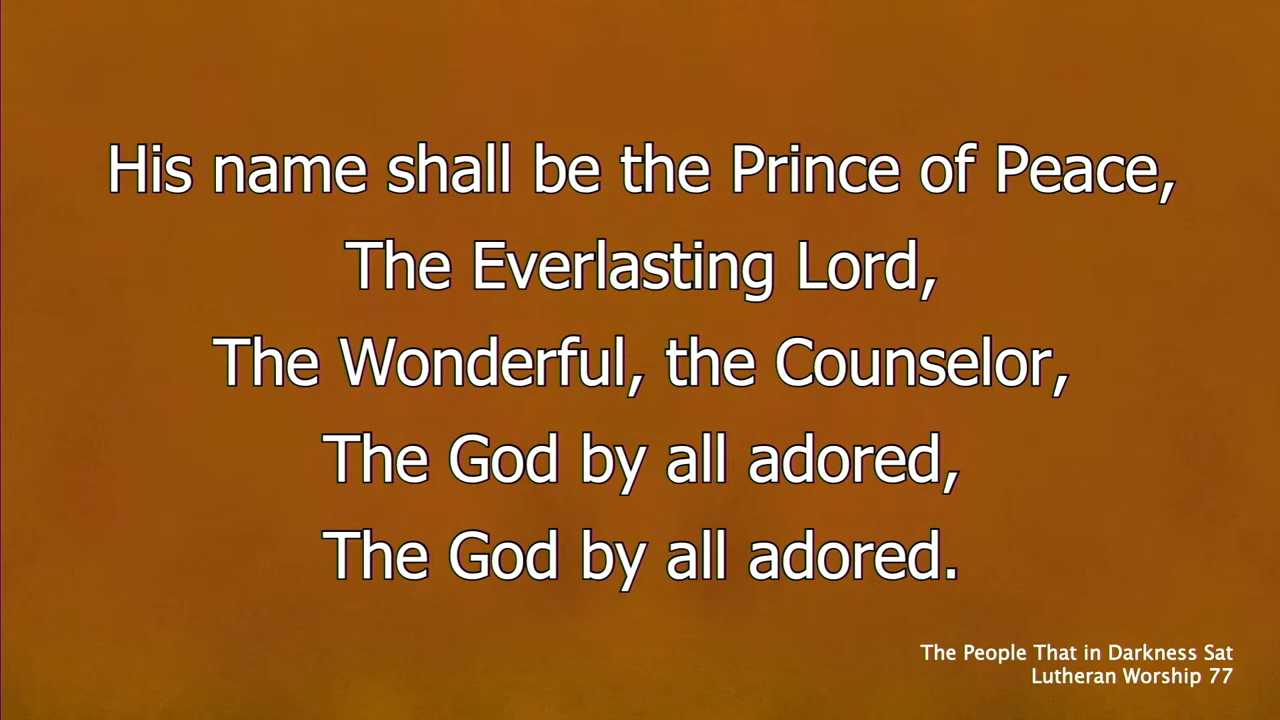 His name shall be the Prince of Peace,
The Everlasting Lord,
The Wonderful, the Counselor,
The God by all adored,
The God by all adored.
The People That in Darkness Sat
Lutheran Worship 77